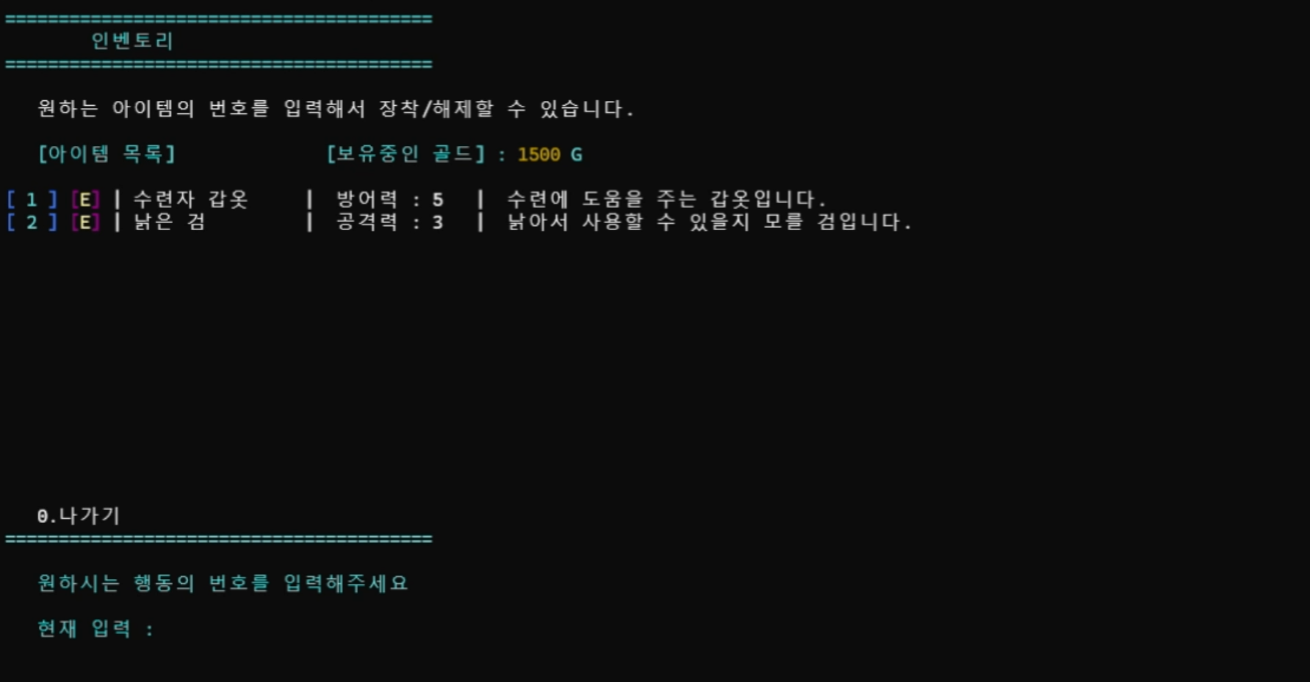 ========================================
인벤토리
========================================
원하는 아이템의 번호를 입력해서 장착/해제할 수 있습니다.
[아이템 목록] [보유중인 골드] : 1500 G
[ 1 ] [E] | 수련자 갑옷 | 방어력 : 5 | 수련에 도움을 주는 갑옷입니다.
[ 2 ] [E] | 낡은 검 | 공격력 : 3 | 낡아서 사용할 수 있을지 모를 검입니다.
0.나가기
========================================
원하시는 행동의 번호를 입력해주세요
현재 입력 :